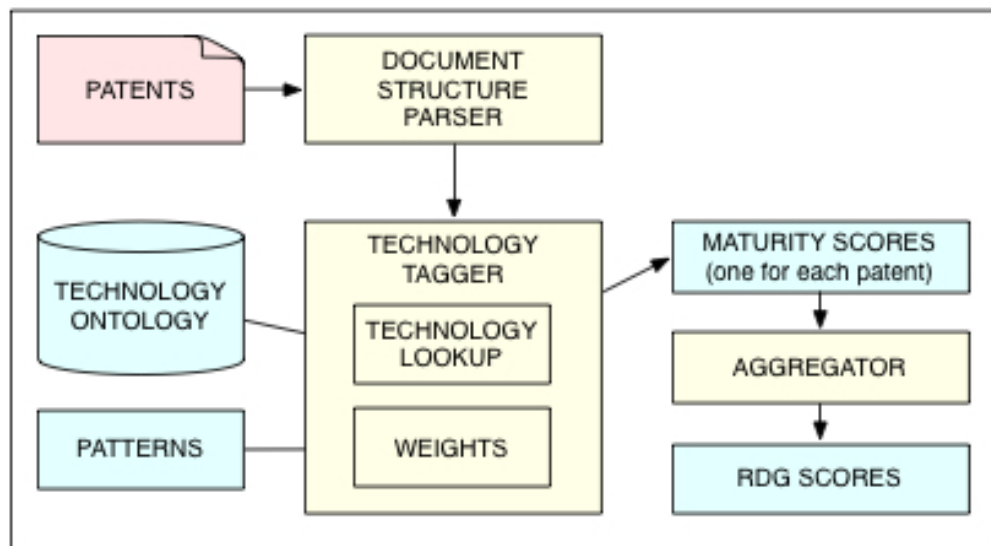 PATENTS
DOCUMENT
STRUCTURE
PARSER
TECHNOLOGY
ONTOLOGY
PATTERNS
TECHNOLOGY
TAGGER
TECHNOLOGY
LOOKUP
WEIGHTS
MATURITY SCORES
(one for each patent)
AGGREGATOR
RDG SCORES